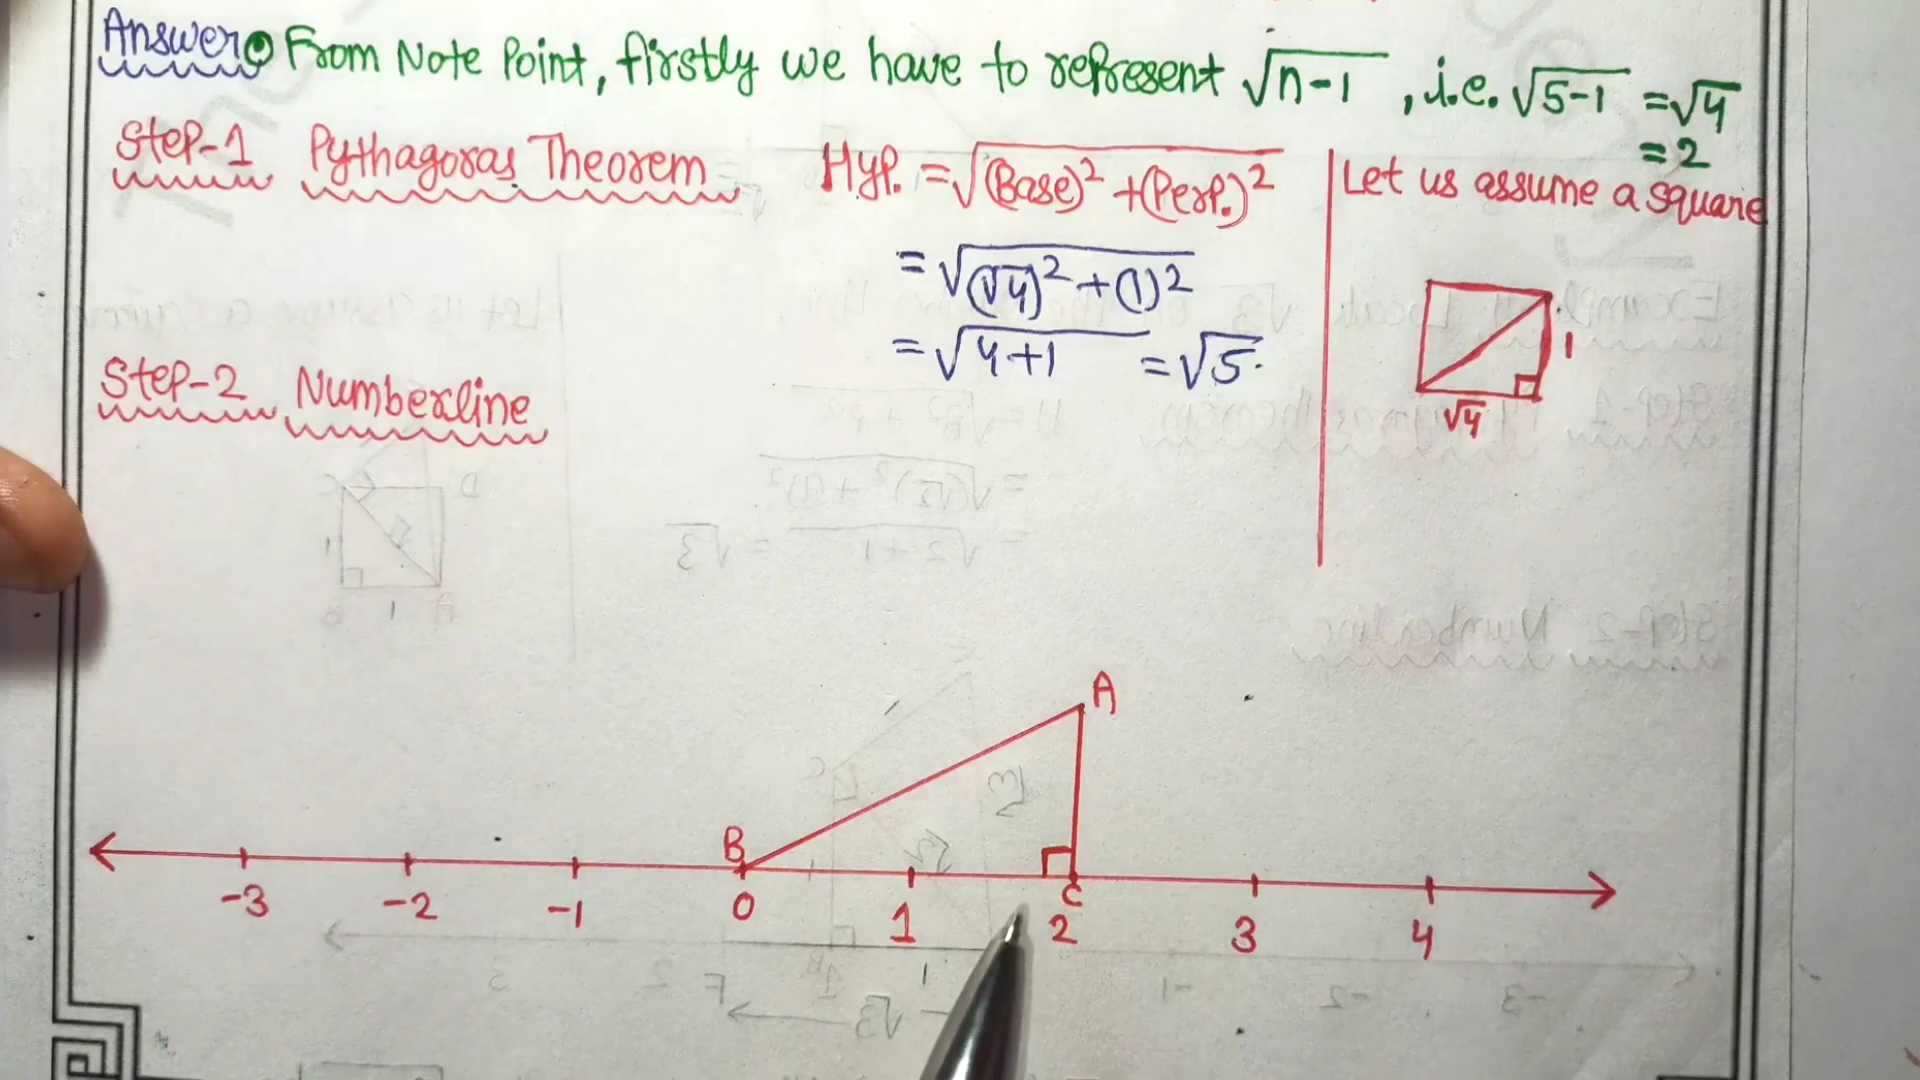 Answer From Note Point, firstly we have to represent √n-1, i.e. √5-1 = √4
= 2
Step-1 Pythagoras Theorem Hyp. = √(Base)² + (Perp.)² Let us assume a square
= √(√4)² + (1)²
= √4+1 = √5.
1
√4
Step-2 Numberline
A
B
C
-3 -2 -1 0 1 2 3 4